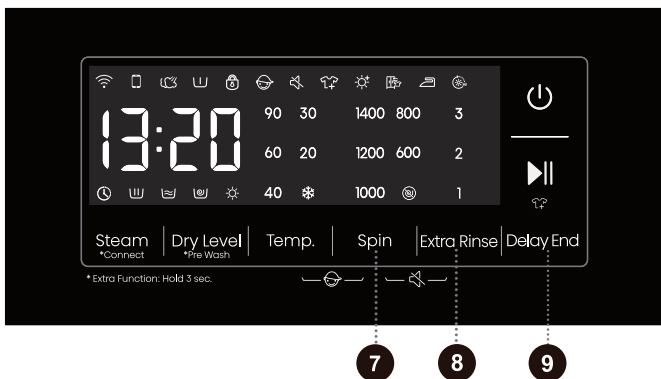 90 30 1400 800 3
13:20
60 20 1200 600 2
40 1000 1
Steam Dry Level Temp. Spin Extra Rinse Delay End
*Connect *Pre Wash
* Extra Function: Hold 3 sec.
7 8 9